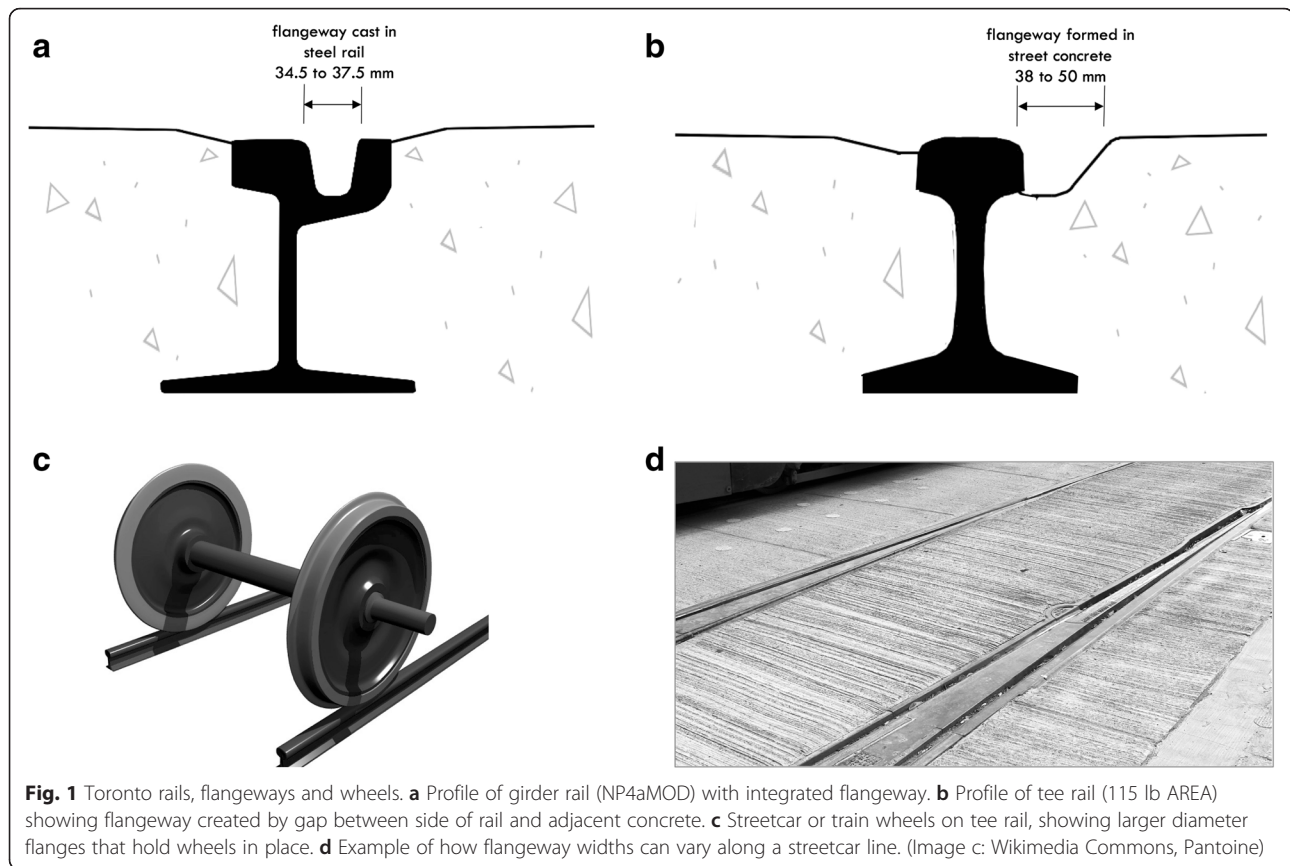 a
flangeway cast in
steel rail
34.5 to 37.5 mm
b
flangeway formed in
street concrete
38 to 50 mm
c
d
Fig. 1 Toronto rails, flangeways and wheels. a Profile of girder rail (NP4aMOD) with integrated flangeway. b Profile of tee rail (115 lb AREA)
showing flangeway created by gap between side of rail and adjacent concrete. c Streetcar or train wheels on tee rail, showing larger diameter
flanges that hold wheels in place. d Example of how flangeway widths can vary along a streetcar line. (Image c: Wikimedia Commons, Pantoine)